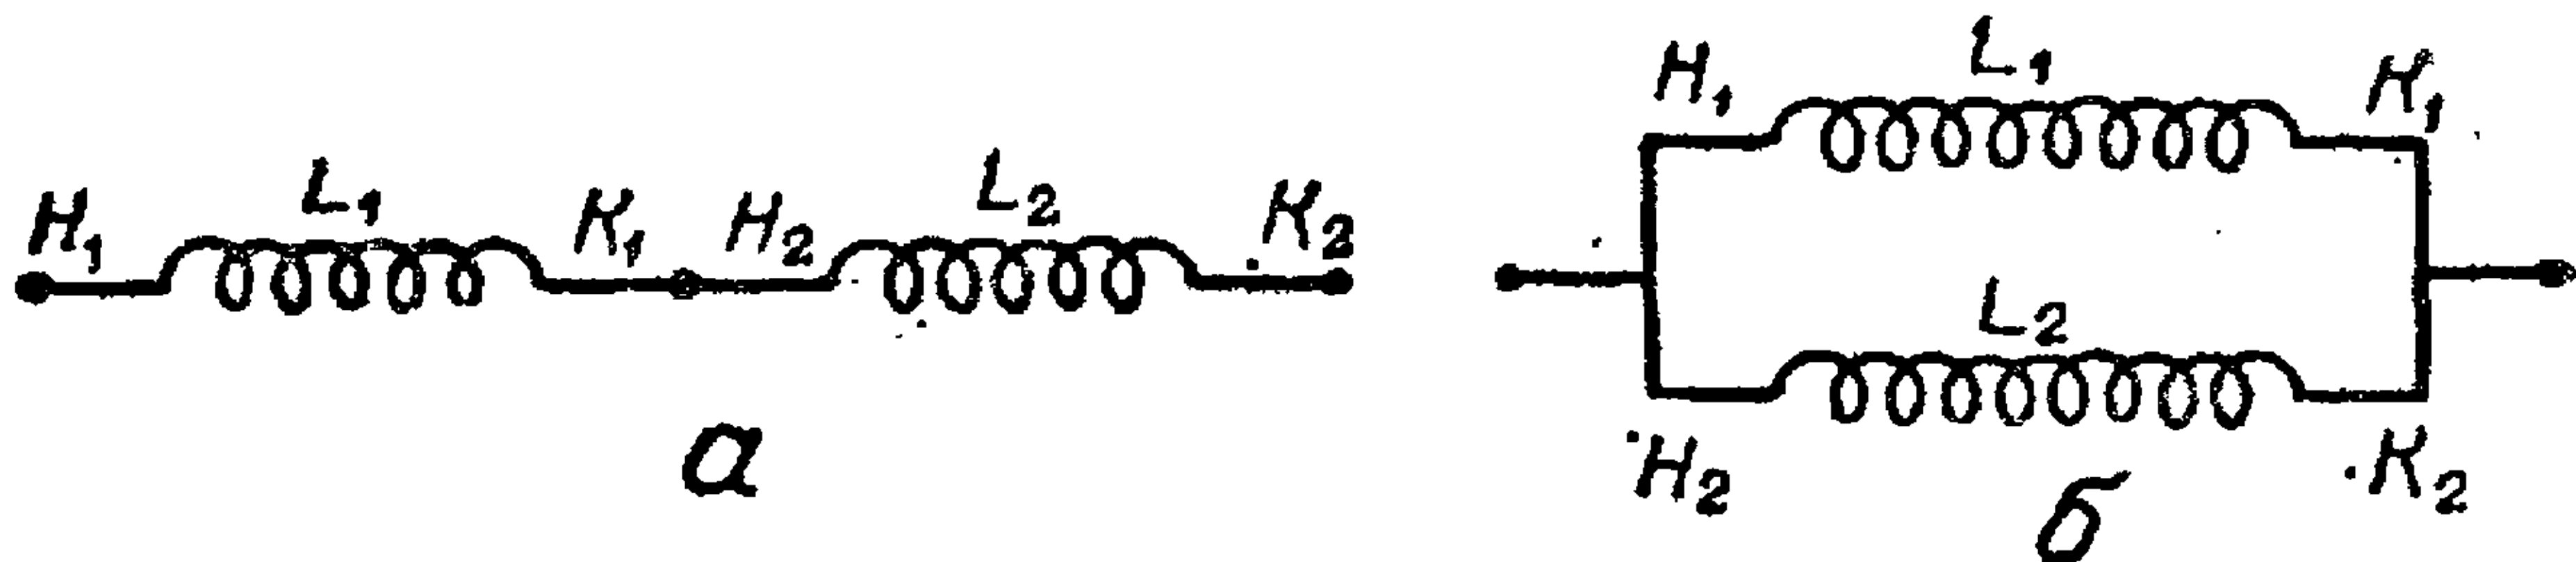 H₁ L₁ K₁ H₂ L₂ K₂
а
H₁ L₁ K₁
L₂
H₂ K₂
б